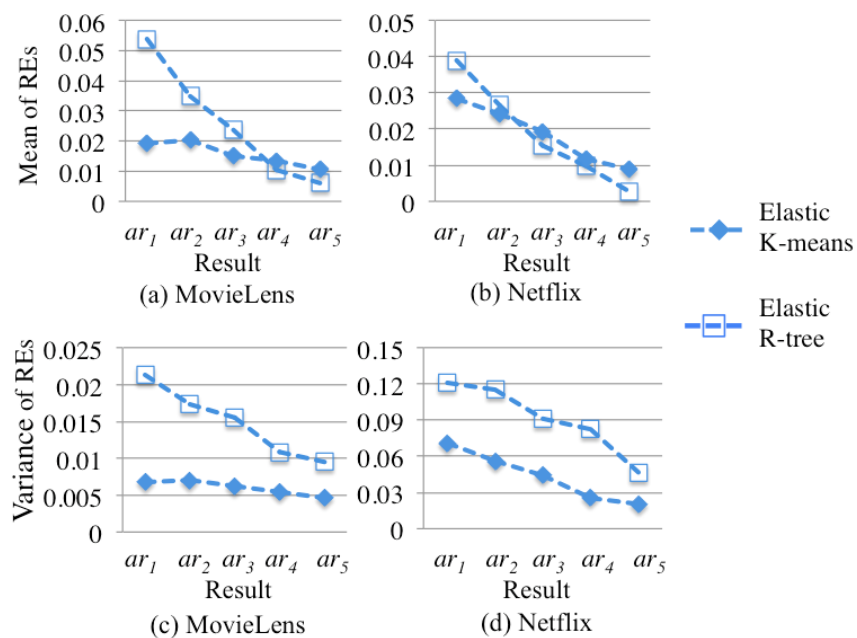 Mean of REs
0.06
0.05
0.04
0.03
0.02
0.01
0
ar1 ar2 ar3 ar4 ar5
Result
(a) MovieLens
0.05
0.04
0.03
0.02
0.01
0
ar1 ar2 ar3 ar4 ar5
Result
(b) Netflix
Elastic
K-means
Elastic
R-tree
Variance of REs
0.025
0.02
0.015
0.01
0.005
0
ar1 ar2 ar3 ar4 ar5
Result
(c) MovieLens
0.15
0.12
0.09
0.06
0.03
0
ar1 ar2 ar3 ar4 ar5
Result
(d) Netflix